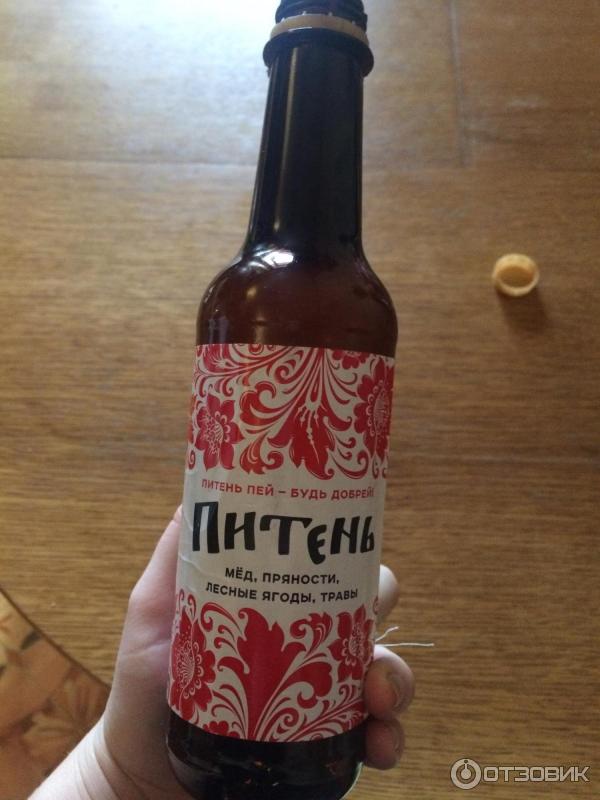 ПИТЕНЬ ПЕЙ – БУДЬ ДОБРЕЙ!
ПИТЕНЬ
МЁД, ПРЯНОСТИ,
ЛЕСНЫЕ ЯГОДЫ, ТРАВЫ
ОТЗОВИК